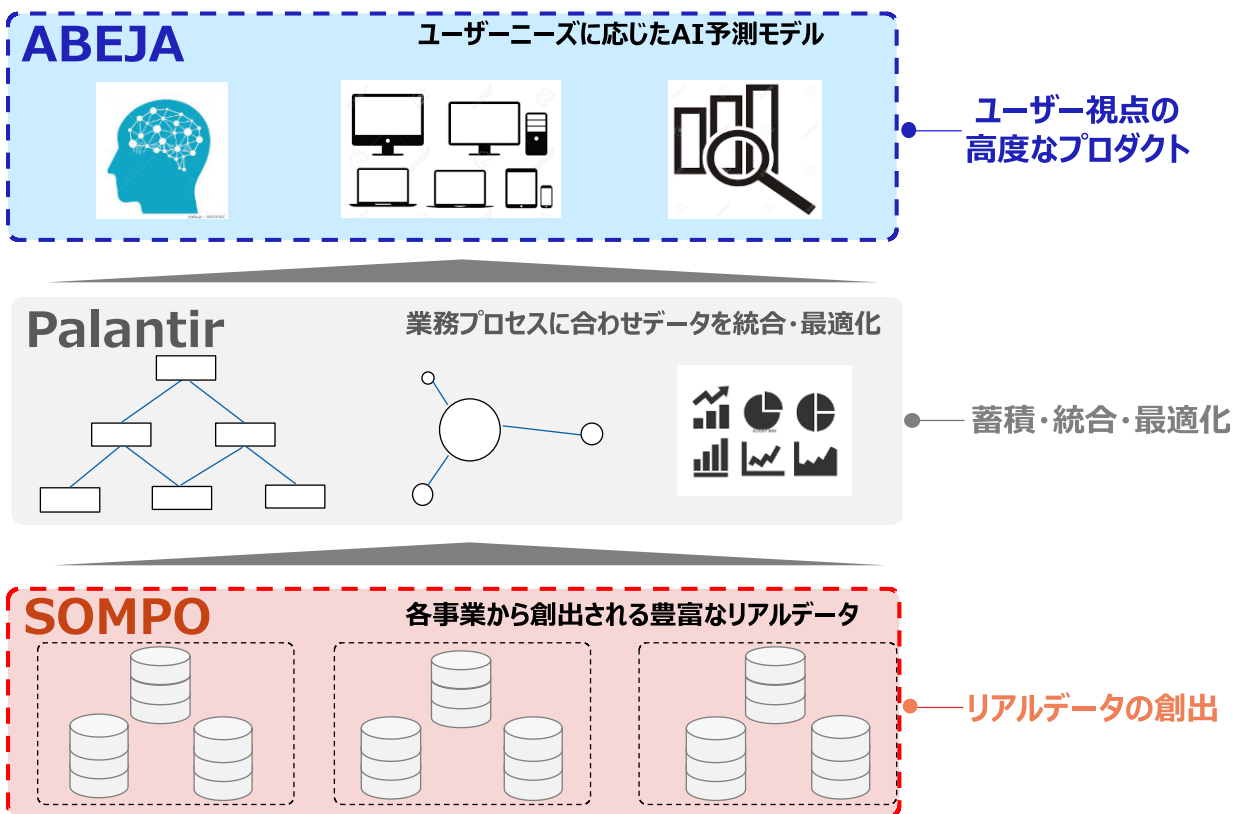 ABEJA
ユーザーニーズに応じたAI予測モデル
ユーザー視点の
高度なプロダクト
Palantir
業務プロセスに合わせデータを統合・最適化
蓄積・統合・最適化
SOMPO
各事業から創出される豊富なリアルデータ
リアルデータの創出